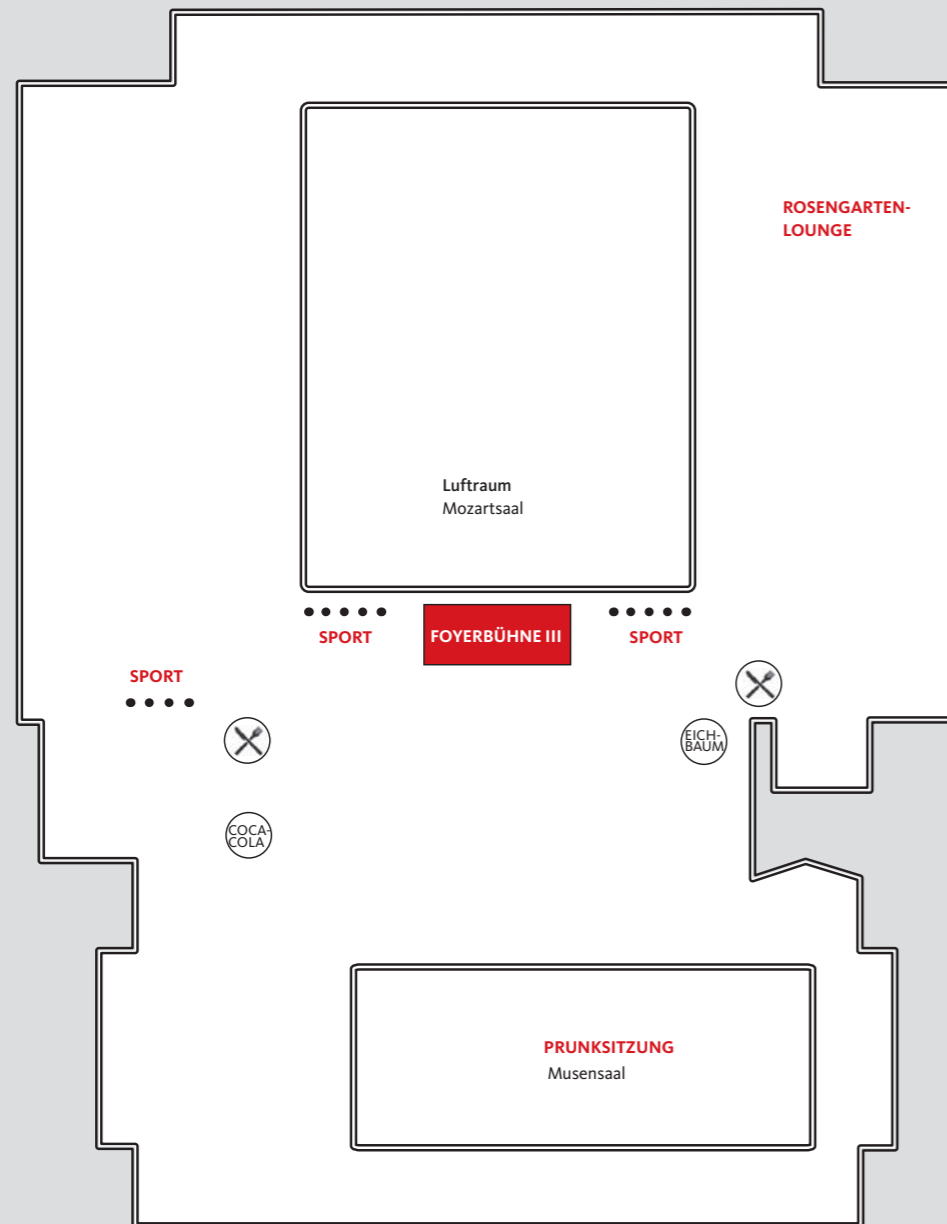 ROSENGARTEN-
LOUNGE
Luftraum
Mozartsaal
SPORT
FOYERBÜHNE III
SPORT
SPORT
EICH-
BAUM
COCA-
COLA
PRUNKSITZUNG
Musensaal